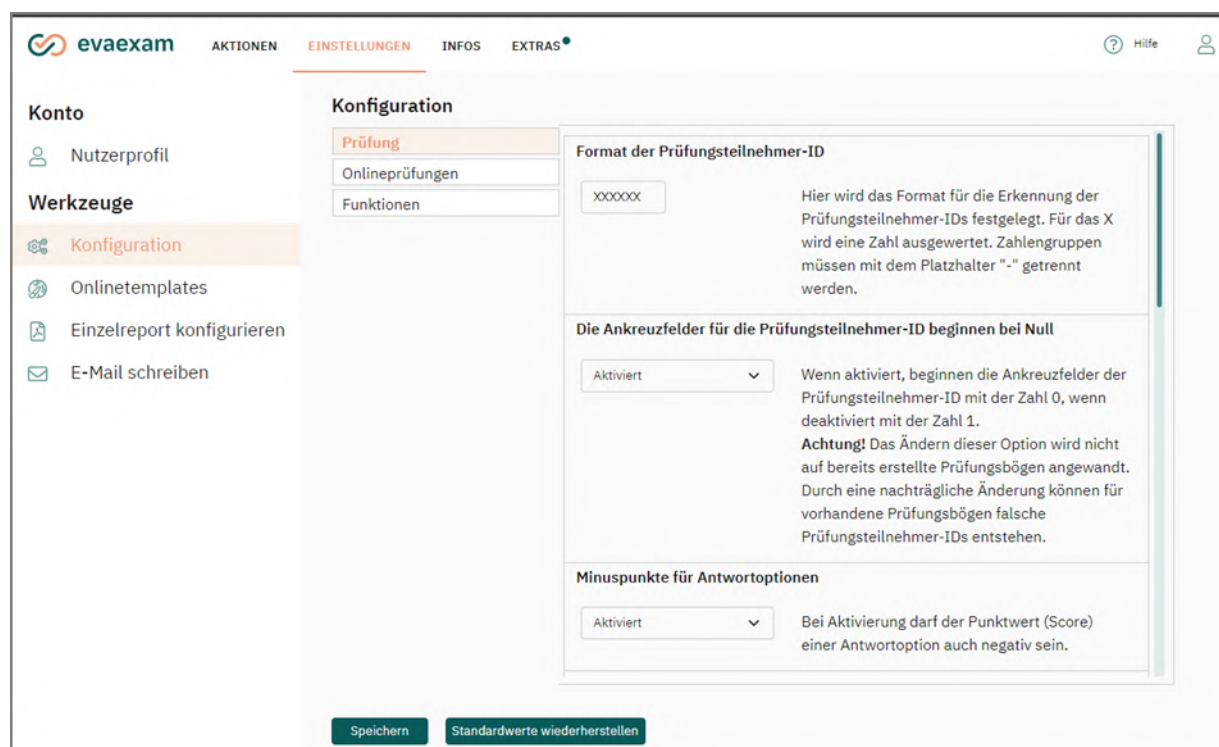 evaexam AKTIONEN EINSTELLUNGEN INFOS EXTRAS Hilfe
Konto
Nutzerprofil
Werkzeuge
Konfiguration
Onlinetemplates
Einzelreport konfigurieren
E-Mail schreiben
Konfiguration
Prüfung
Onlineprüfungen
Funktionen
Format der Prüfungsteilnehmer-ID
XXXXXX
Hier wird das Format für die Erkennung der
Prüfungsteilnehmer-IDs festgelegt. Für das X
wird eine Zahl ausgewertet. Zahlengruppen
müssen mit dem Platzhalter "-" getrennt
werden.
Die Ankreuzfelder für die Prüfungsteilnehmer-ID beginnen bei Null
Aktiviert
Wenn aktiviert, beginnen die Ankreuzfelder der
Prüfungsteilnehmer-ID mit der Zahl 0, wenn
deaktiviert mit der Zahl 1.
Achtung! Das Ändern dieser Option wird nicht
auf bereits erstellte Prüfungsbögen angewandt.
Durch eine nachträgliche Änderung können für
vorhandene Prüfungsbögen falsche
Prüfungsteilnehmer-IDs entstehen.
Minuspunkte für Antwortoptionen
Aktiviert
Bei Aktivierung darf der Punktwert (Score)
einer Antwortoption auch negativ sein.
Speichern Standardwerte wiederherstellen